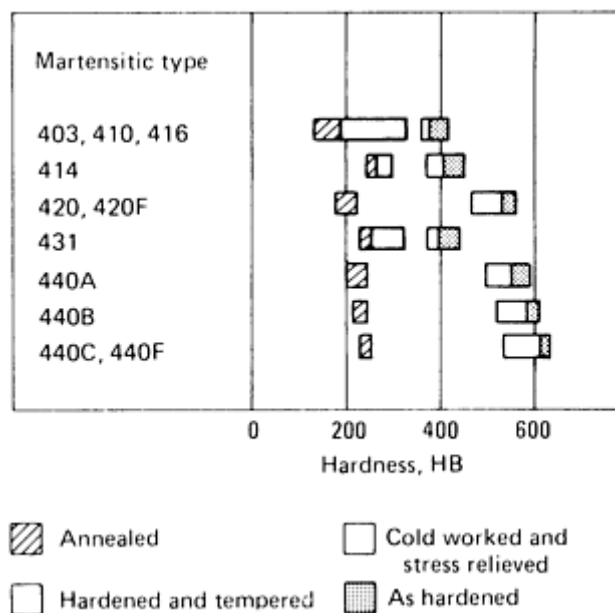 Martensitic type
403, 410, 416
414
420, 420F
431
440A
440B
440C, 440F
0 200 400 600
Hardness, HB
Annealed
Cold worked and
stress relieved
Hardened and tempered
As hardened